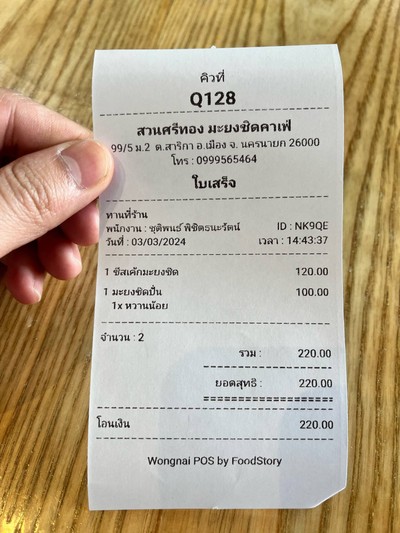 คิวที่
Q128
สวนศรีทอง มะยงชิดคาเฟ่
99/5 ม.2 ต.สาริกา อ.เมือง จ. นครนายก 26000
โทร : 0999565464
ใบเสร็จ
ทานที่ร้าน
พนักงาน : ชุติพนธ์ พิชิตธนะวัตน์ ID : NK9QE
วันที่ : 03/03/2024 เวลา : 14:43:37
1 ชีสเค้กมะยงชิด 120.00
1 มะยงชิดปั่น 100.00
1x หวานน้อย
จำนวน : 2
รวม : 220.00
ยอดสุทธิ : 220.00
โอนเงิน 220.00
Wongnai POS by FoodStory